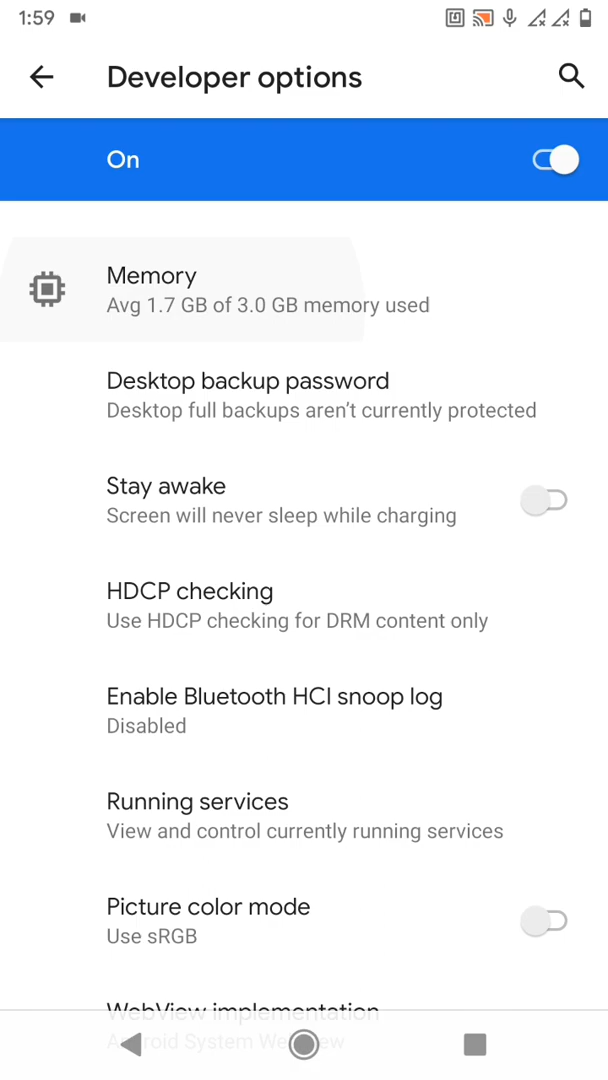 1:59
Developer options
On
Memory
Avg 1.7 GB of 3.0 GB memory used
Desktop backup password
Desktop full backups aren’t currently protected
Stay awake
Screen will never sleep while charging
HDCP checking
Use HDCP checking for DRM content only
Enable Bluetooth HCI snoop log
Disabled
Running services
View and control currently running services
Picture color mode
Use sRGB
WebView implementation
Android System WebView